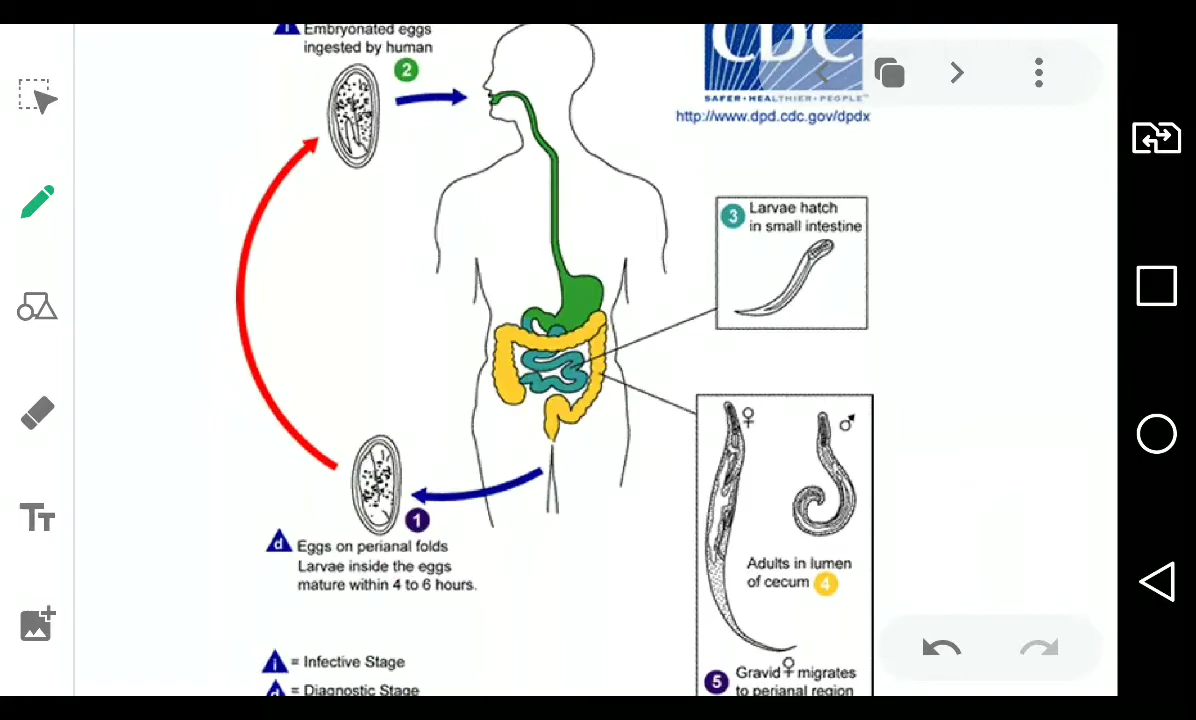 i
Embryonated eggs
ingested by human
2
CDC
SAFER•HEALTHIER•PEOPLE™
http://www.dpd.cdc.gov/dpdx
3 Larvae hatch
in small intestine
♀ ♂
Adults in lumen
of cecum 4
1
d Eggs on perianal folds
Larvae inside the eggs
mature within 4 to 6 hours.
i = Infective Stage
d = Diagnostic Stage
5 Gravid ♀ migrates
to perianal region
TT